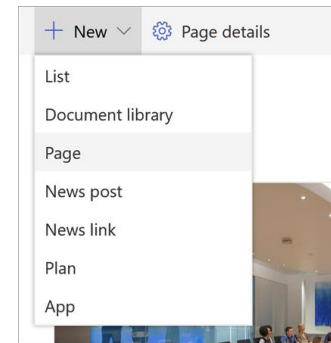 New
Page details
List
Document library
Page
News post
News link
Plan
App